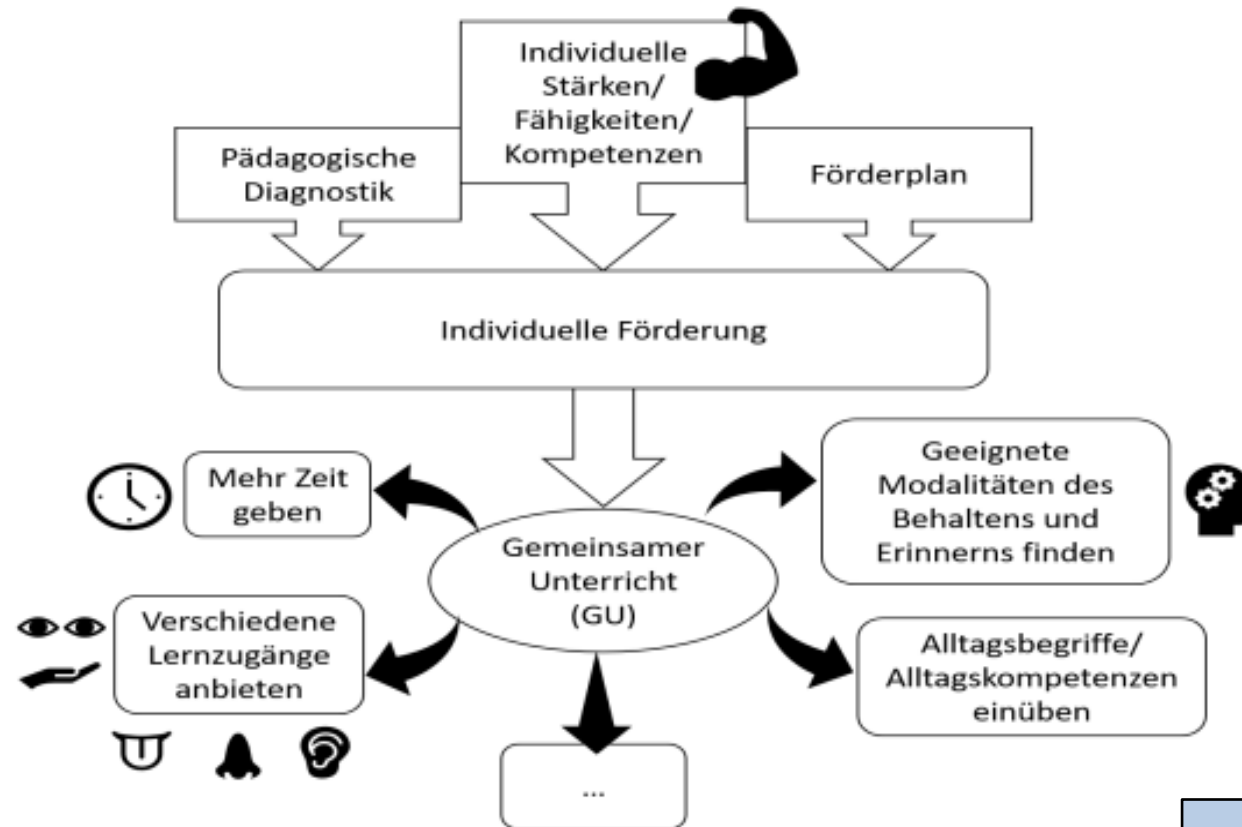 Individuelle
Stärken/
Fähigkeiten/
Kompetenzen
Pädagogische
Diagnostik
Förderplan
Individuelle Förderung
Mehr Zeit
geben
Geeignete
Modalitäten des
Behaltens und
Erinnerns finden
Gemeinsamer
Unterricht
(GU)
Verschiedene
Lernzugänge
anbieten
Alltagsbegriffe/
Alltagskompetenzen
einüben
...